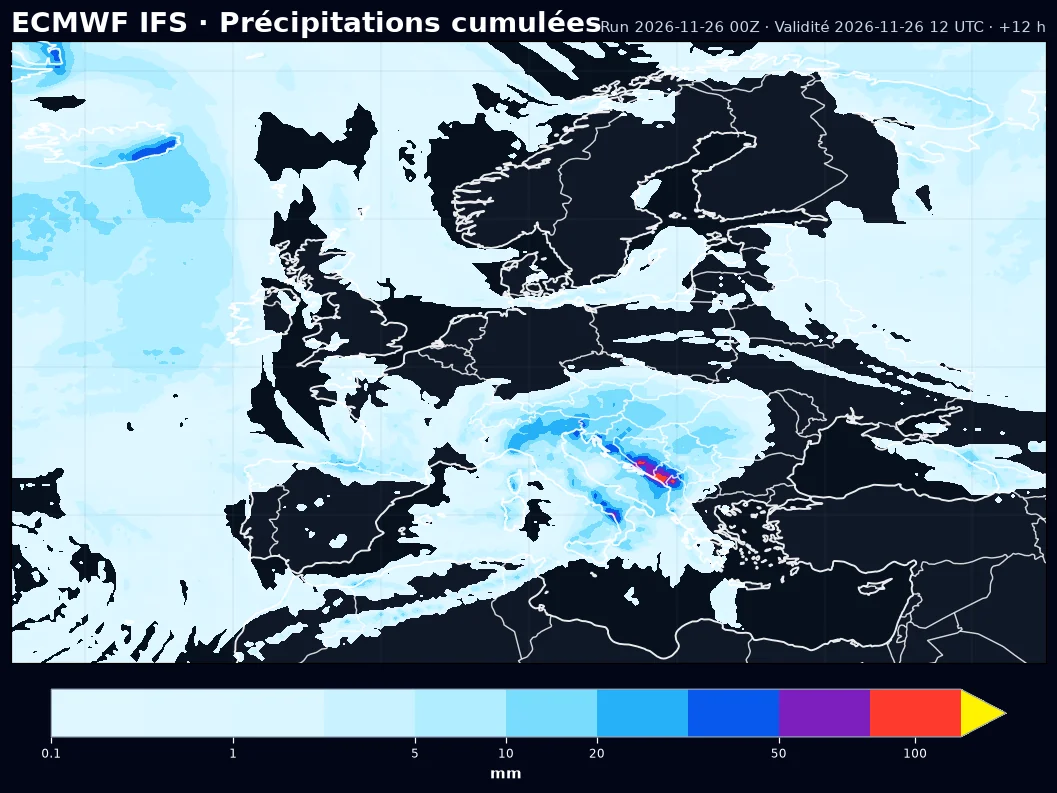 ECMWF IFS · Précipitations cumulées
Run 2026-11-26 00Z · Validité 2026-11-26 12 UTC · +12 h
0.1 1 5 10 20 50 100
mm